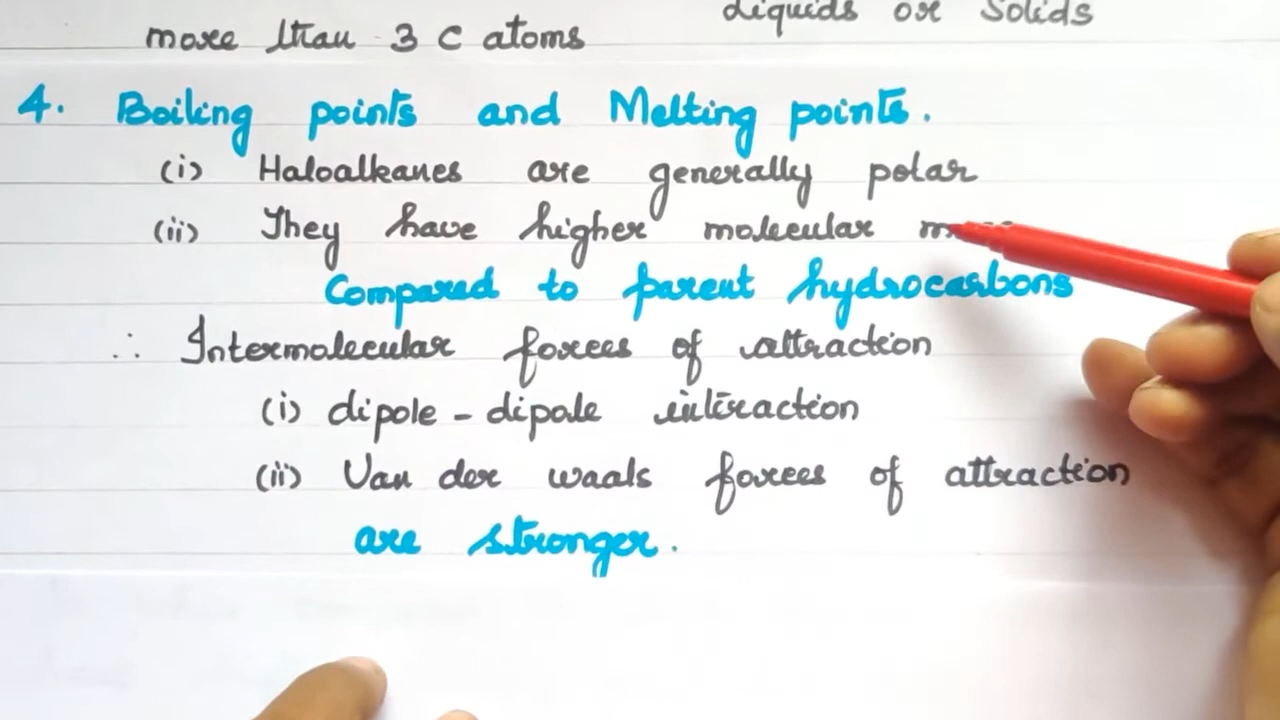 liquids or solids
more than 3 C atoms
4. Boiling points and Melting points.
(i) Haloalkanes are generally polar
(ii) They have higher molecular
Compared to parent hydrocarbons
∴ Intermolecular forces of attraction
(i) dipole - dipole interaction
(ii) Van der waals forces of attraction
are stronger.